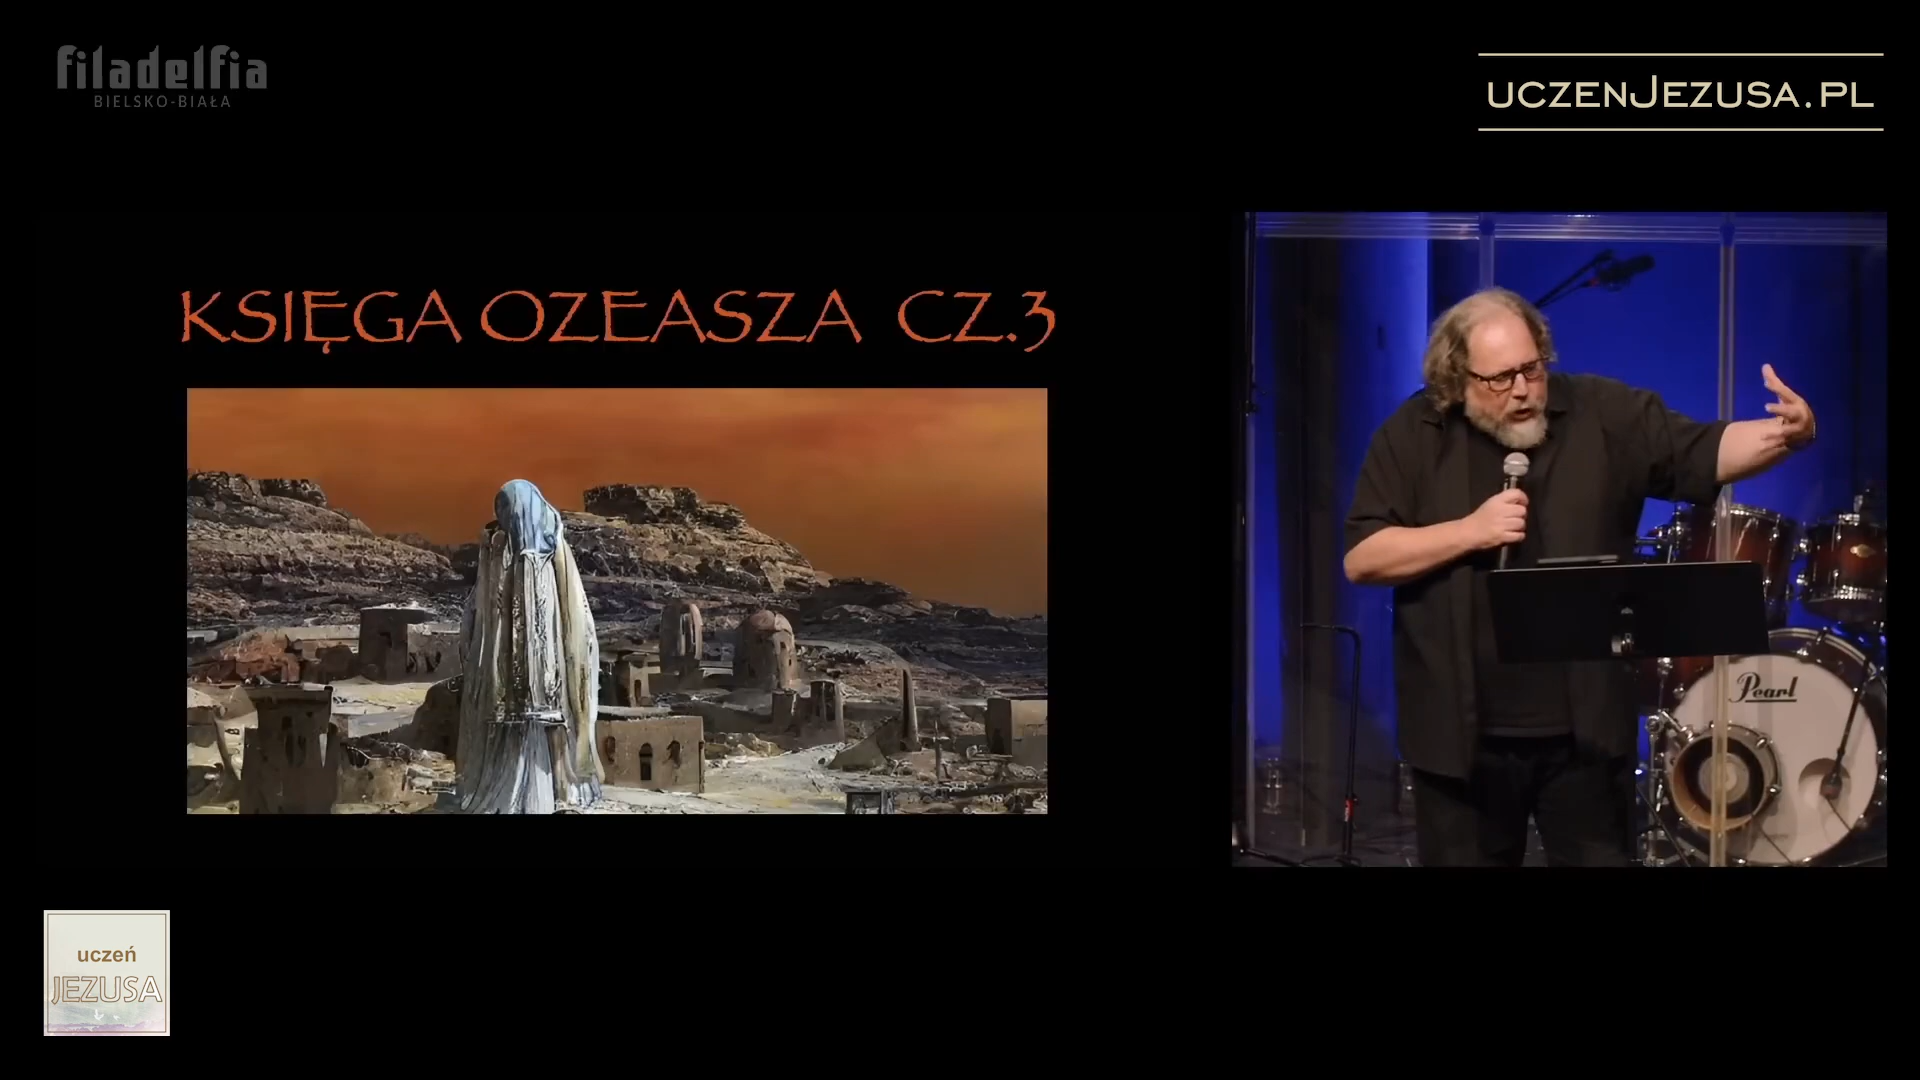 filadelfia
BIELSKO-BIAŁA
UCZENJEZUSA.PL
KSIĘGA OZEASZA CZ.3
Pearl
uczeń
JEZUSA